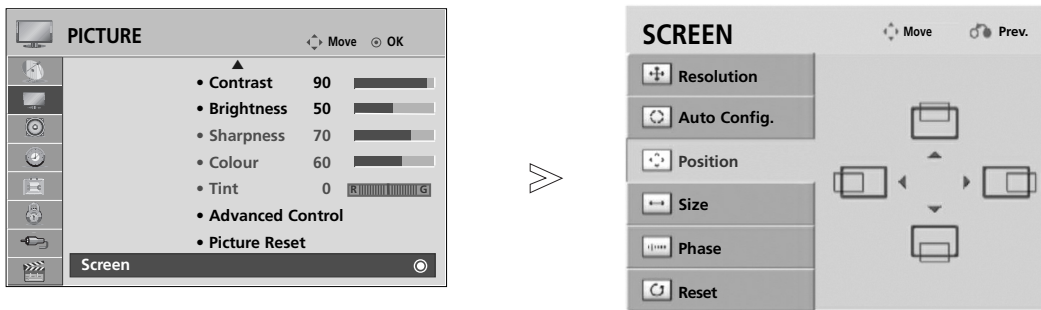 PICTURE
Move OK
• Contrast 90
• Brightness 50
• Sharpness 70
• Colour 60
• Tint 0 R G
• Advanced Control
• Picture Reset
Screen
SCREEN
Move Prev.
Resolution
Auto Config.
Position
Size
Phase
Reset